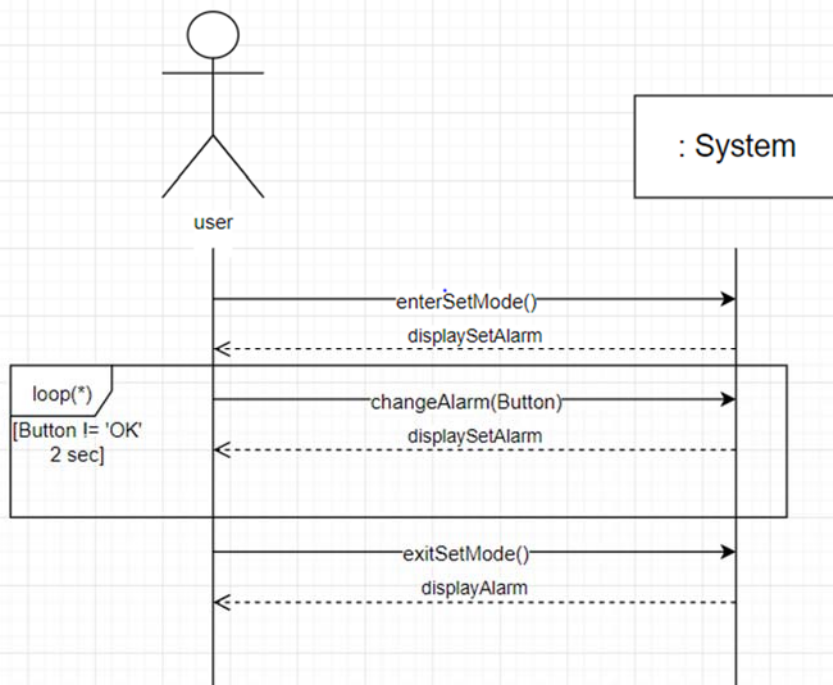 : System
user
enterSetMode()
displaySetAlarm
loop(*)
changeAlarm(Button)
[Button != 'OK'
displaySetAlarm
2 sec]
exitSetMode()
displayAlarm